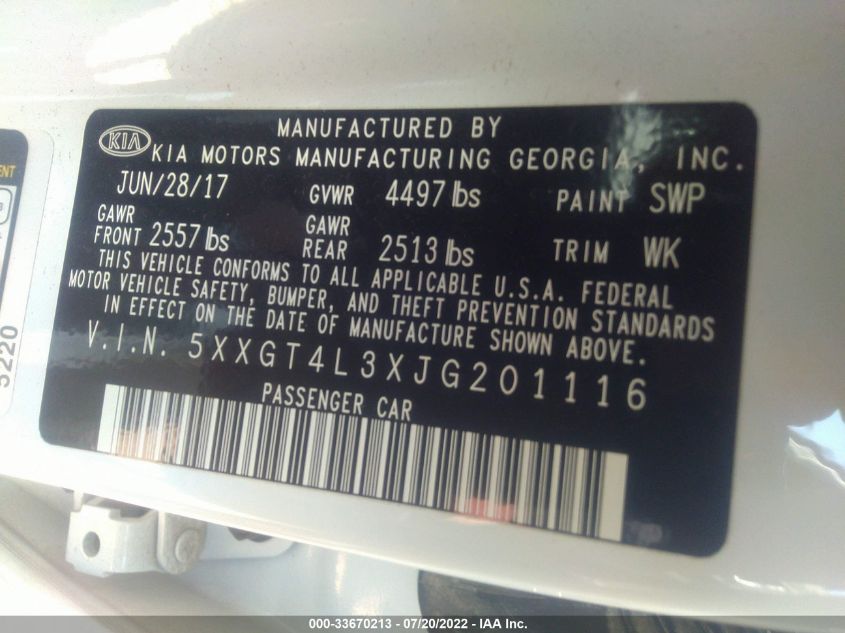 KIA
MANUFACTURED BY
KIA MOTORS MANUFACTURING GEORGIA, INC.
JUN/28/17 GVWR 4497 lbs PAINT SWP
GAWR FRONT 2557 lbs GAWR REAR 2513 lbs TRIM WK
THIS VEHICLE CONFORMS TO ALL APPLICABLE U.S.A. FEDERAL
MOTOR VEHICLE SAFETY, BUMPER, AND THEFT PREVENTION STANDARDS
IN EFFECT ON THE DATE OF MANUFACTURE SHOWN ABOVE.
V.I.N. 5XXGT4L3XJG201116
PASSENGER CAR
5220
000-33670213 - 07/20/2022 - IAA Inc.